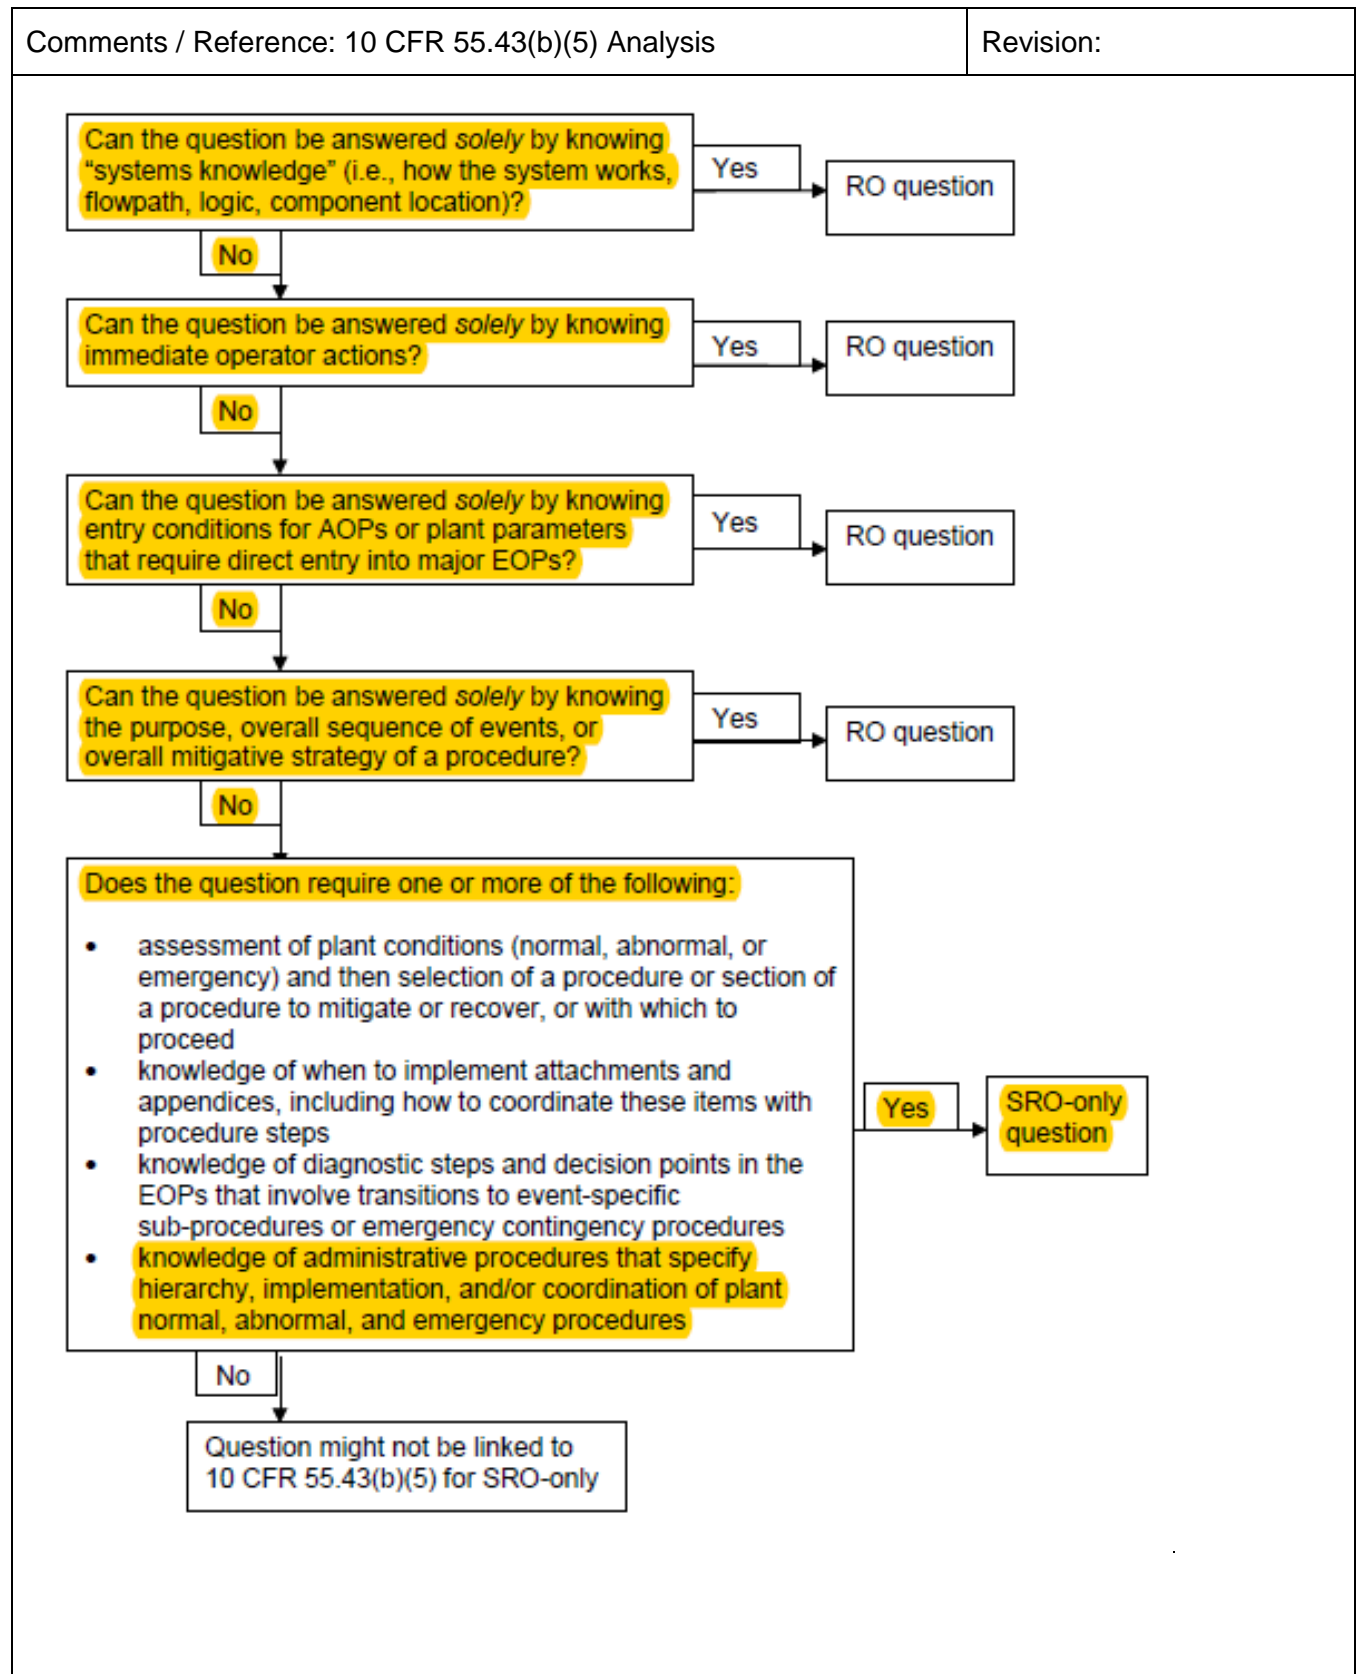 Comments / Reference: 10 CFR 55.43(b)(5) Analysis
Revision:
Can the question be answered solely by knowing
“systems knowledge” (i.e., how the system works,
flowpath, logic, component location)?
Yes
RO question
No
Can the question be answered solely by knowing
immediate operator actions?
Yes
RO question
No
Can the question be answered solely by knowing
entry conditions for AOPs or plant parameters
that require direct entry into major EOPs?
Yes
RO question
No
Can the question be answered solely by knowing
the purpose, overall sequence of events, or
overall mitigative strategy of a procedure?
Yes
RO question
No
Does the question require one or more of the following:
• assessment of plant conditions (normal, abnormal, or
emergency) and then selection of a procedure or section of
a procedure to mitigate or recover, or with which to
proceed
• knowledge of when to implement attachments and
appendices, including how to coordinate these items with
procedure steps
• knowledge of diagnostic steps and decision points in the
EOPs that involve transitions to event-specific
sub-procedures or emergency contingency procedures
• knowledge of administrative procedures that specify
hierarchy, implementation, and/or coordination of plant
normal, abnormal, and emergency procedures
Yes
SRO-only
question
No
Question might not be linked to
10 CFR 55.43(b)(5) for SRO-only